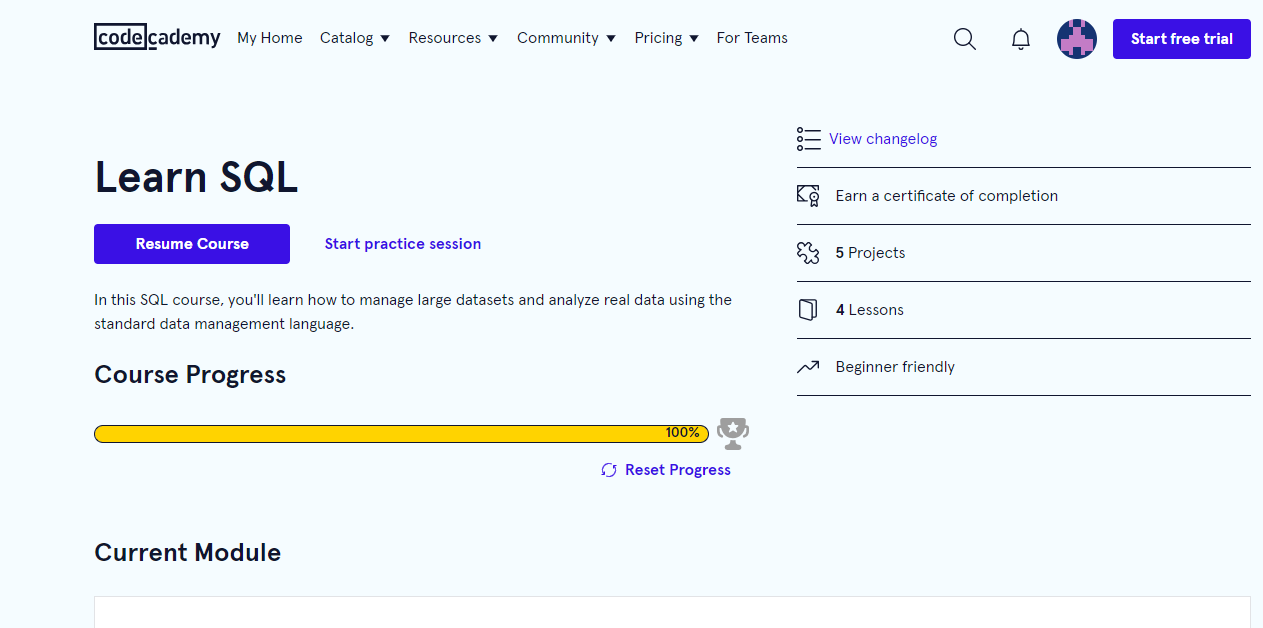 codecademy My Home Catalog Resources Community Pricing For Teams Start free trial
Learn SQL
Resume Course Start practice session
In this SQL course, you'll learn how to manage large datasets and analyze real data using the
standard data management language.
Course Progress
100%
Reset Progress
View changelog
Earn a certificate of completion
5 Projects
4 Lessons
Beginner friendly
Current Module